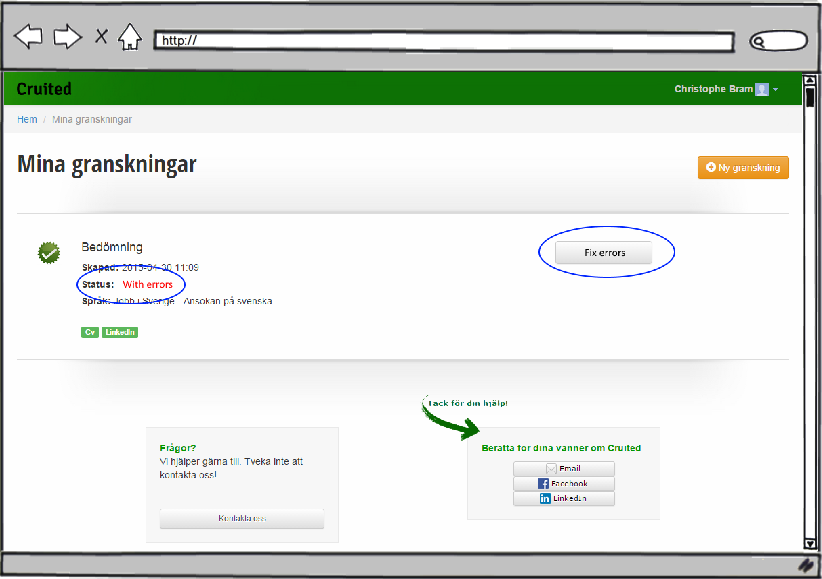 http://
Cruited
Christophe Bram
Hem / Mina granskningar
Mina granskningar
Ny granskning
Bedömning
Skapad: 2015-04-30 11:09
Status: With errors
Fix errors
Språk: Jobb i Sverige - Ansökan på svenska
Cv LinkedIn
Tack för din hjälp!
Frågor?
Vi hjälper gärna till. Tveka inte att
kontakta oss!
Kontakta oss
Berätta för dina vänner om Cruited
Email
Facebook
LinkedIn